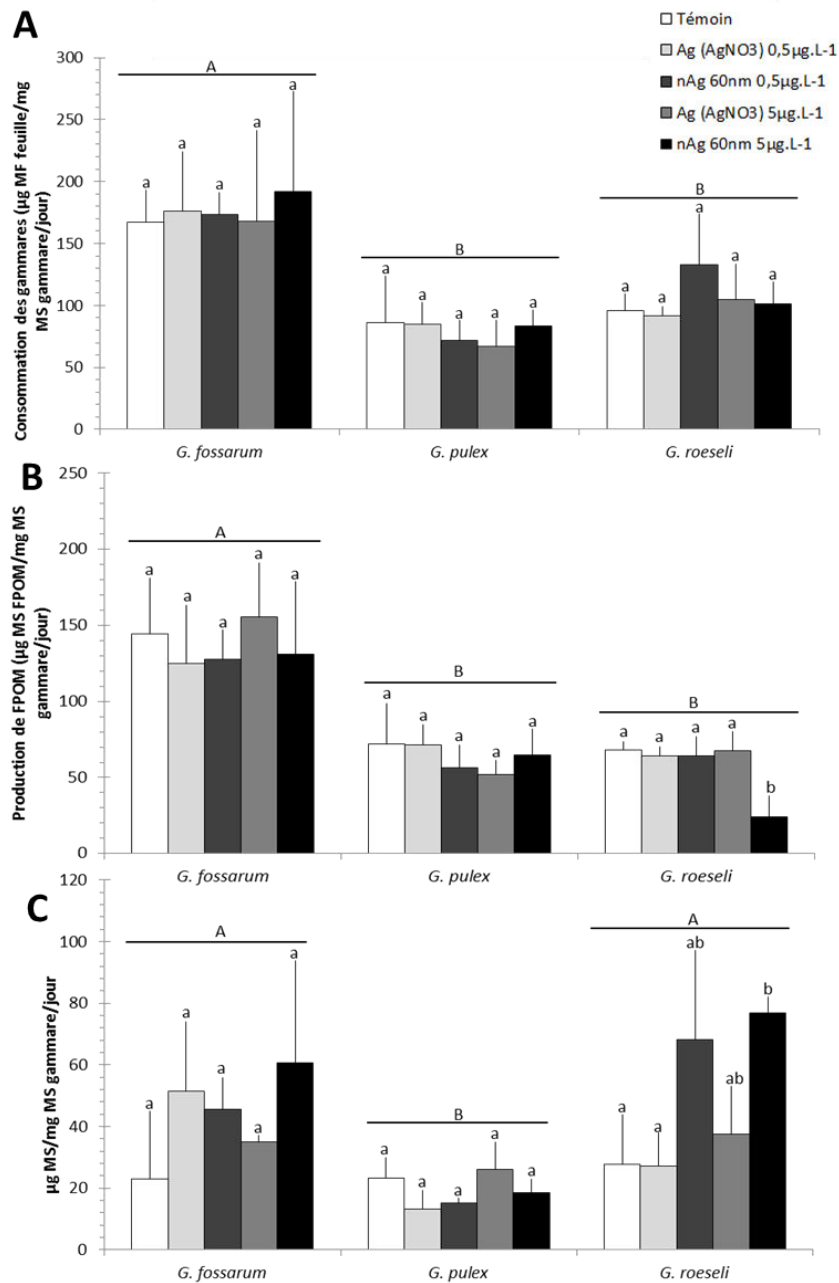 A
Témoin
Ag (AgNO3) 0,5µg.L-1
nAg 60nm 0,5µg.L-1
Ag (AgNO3) 5µg.L-1
nAg 60nm 5µg.L-1
Consommation des gammares (µg MF feuille/mg
MS gammare/jour)
300
250
200
150
100
50
0
A
a a a a a
B
a a a a a
B
a a a a a
G. fossarum G. pulex G. roeseli
B
Production de FPOM (µg MS FPOM/mg MS
gammare/jour)
250
200
150
100
50
0
A
a a a a a
B
a a a a a
B
a a a a b
G. fossarum G. pulex G. roeseli
C
µg MS/mg MS gammare/jour
120
100
80
60
40
20
0
A
a a a a a
B
a a a a a
A
a a ab ab b
G. fossarum G. pulex G. roeseli